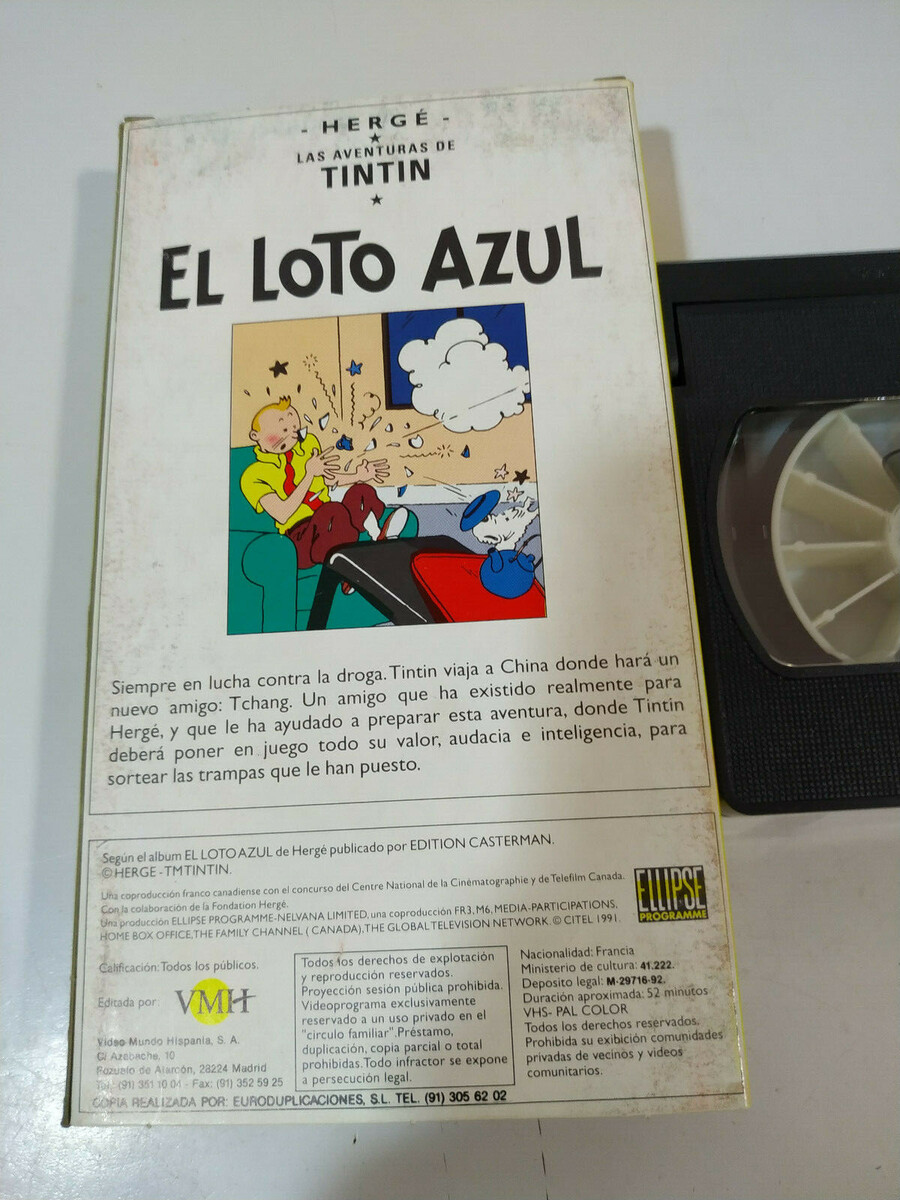 - HERGÉ -
LAS AVENTURAS DE
TINTIN
EL LOTO AZUL
Siempre en lucha contra la droga. Tintin viaja a China donde hará un
nuevo amigo: Tchang. Un amigo que ha existido realmente para
Hergé, y que le ha ayudado a preparar esta aventura, donde Tintin
deberá poner en juego todo su valor, audacia e inteligencia, para
sortear las trampas que le han puesto.
Según el album EL LOTO AZUL de Hergé publicado por EDITION CASTERMAN.
© HERGE - TM TINTIN.
Una coproducción franco canadiense con el concurso del Centre National de la Cinématographie y de Telefilm Canada.
Con la colaboración de la Fondation Hergé.
Una producción ELLIPSE PROGRAMME-NELVANA LIMITED, una coproducción FR3, M6, MEDIA-PARTICIPATIONS,
HOME BOX OFFICE, THE FAMILY CHANNEL ( CANADA), THE GLOBAL TELEVISION NETWORK. © CITEL 1991.
ELLIPSE
PROGRAMME
Calificación: Todos los públicos.
Editada por:
VMH
Video Mundo Hispania, S. A.
C/ Azabache, 10
Pozuelo de Alarcón, 28224 Madrid
Tel.: (91) 351 10 04 - Fax: (91) 352 59 25
Todos los derechos de explotación
y reproducción reservados.
Proyección sesión pública prohibida.
Videoprograma exclusivamente
reservado a un uso privado en el
"circulo familiar". Préstamo,
duplicación, copia parcial o total
prohibidas. Todo infractor se expone
a persecución legal.
Nacionalidad: Francia
Ministerio de cultura: 41.222.
Deposito legal: M-29716-92.
Duración aproximada: 52 minutos
VHS- PAL COLOR
Todos los derechos reservados.
Prohibida su exibición comunidades
privadas de vecinos y videos
comunitarios.
COPIA REALIZADA POR: EURODUPLICACIONES, S.L. TEL. (91) 305 62 02